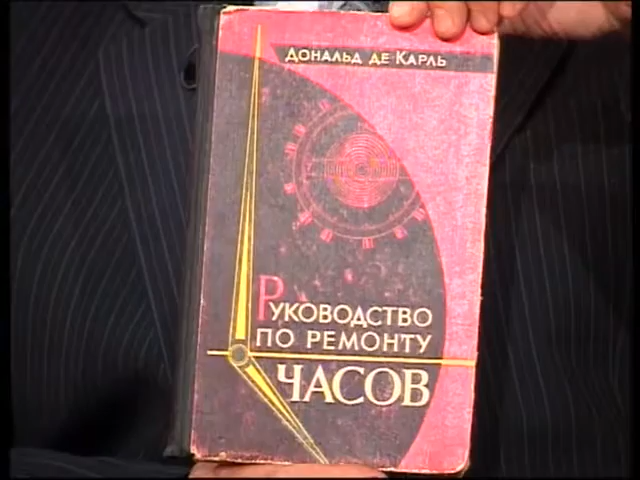 Дональд де Карль
Руководство
по ремонту
часов